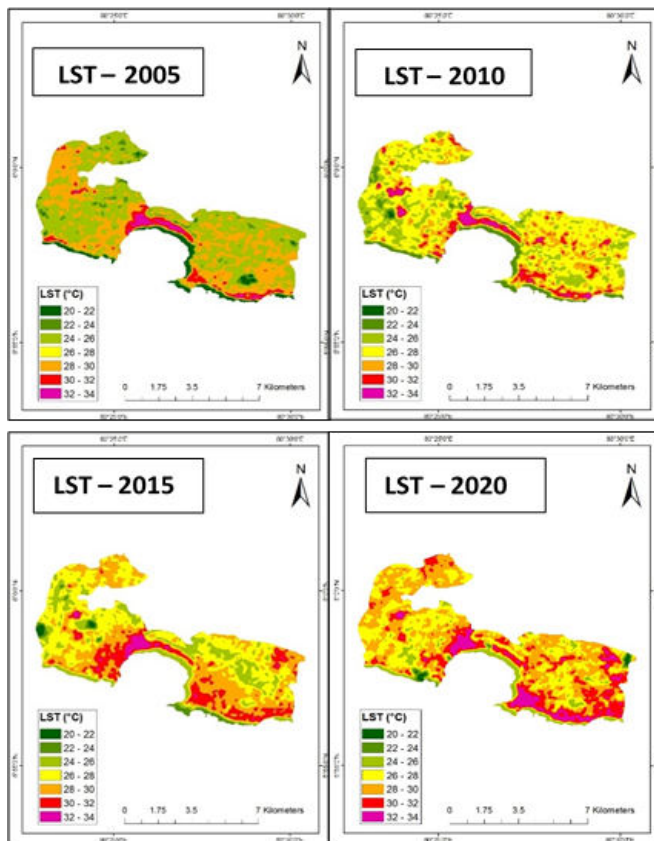 LST – 2005
N
LST (°C)
20 - 22
22 - 24
24 - 26
26 - 28
28 - 30
30 - 32
32 - 34
0 1.75 3.5 7 Kilometers
LST – 2010
N
LST (°C)
20 - 22
22 - 24
24 - 26
26 - 28
28 - 30
30 - 32
32 - 34
0 1.75 3.5 7 Kilometers
LST – 2015
N
LST (°C)
20 - 22
22 - 24
24 - 26
26 - 28
28 - 30
30 - 32
32 - 34
0 1.75 3.5 7 Kilometers
LST – 2020
N
LST (°C)
20 - 22
22 - 24
24 - 26
26 - 28
28 - 30
30 - 32
32 - 34
0 1.75 3.5 7 Kilometers